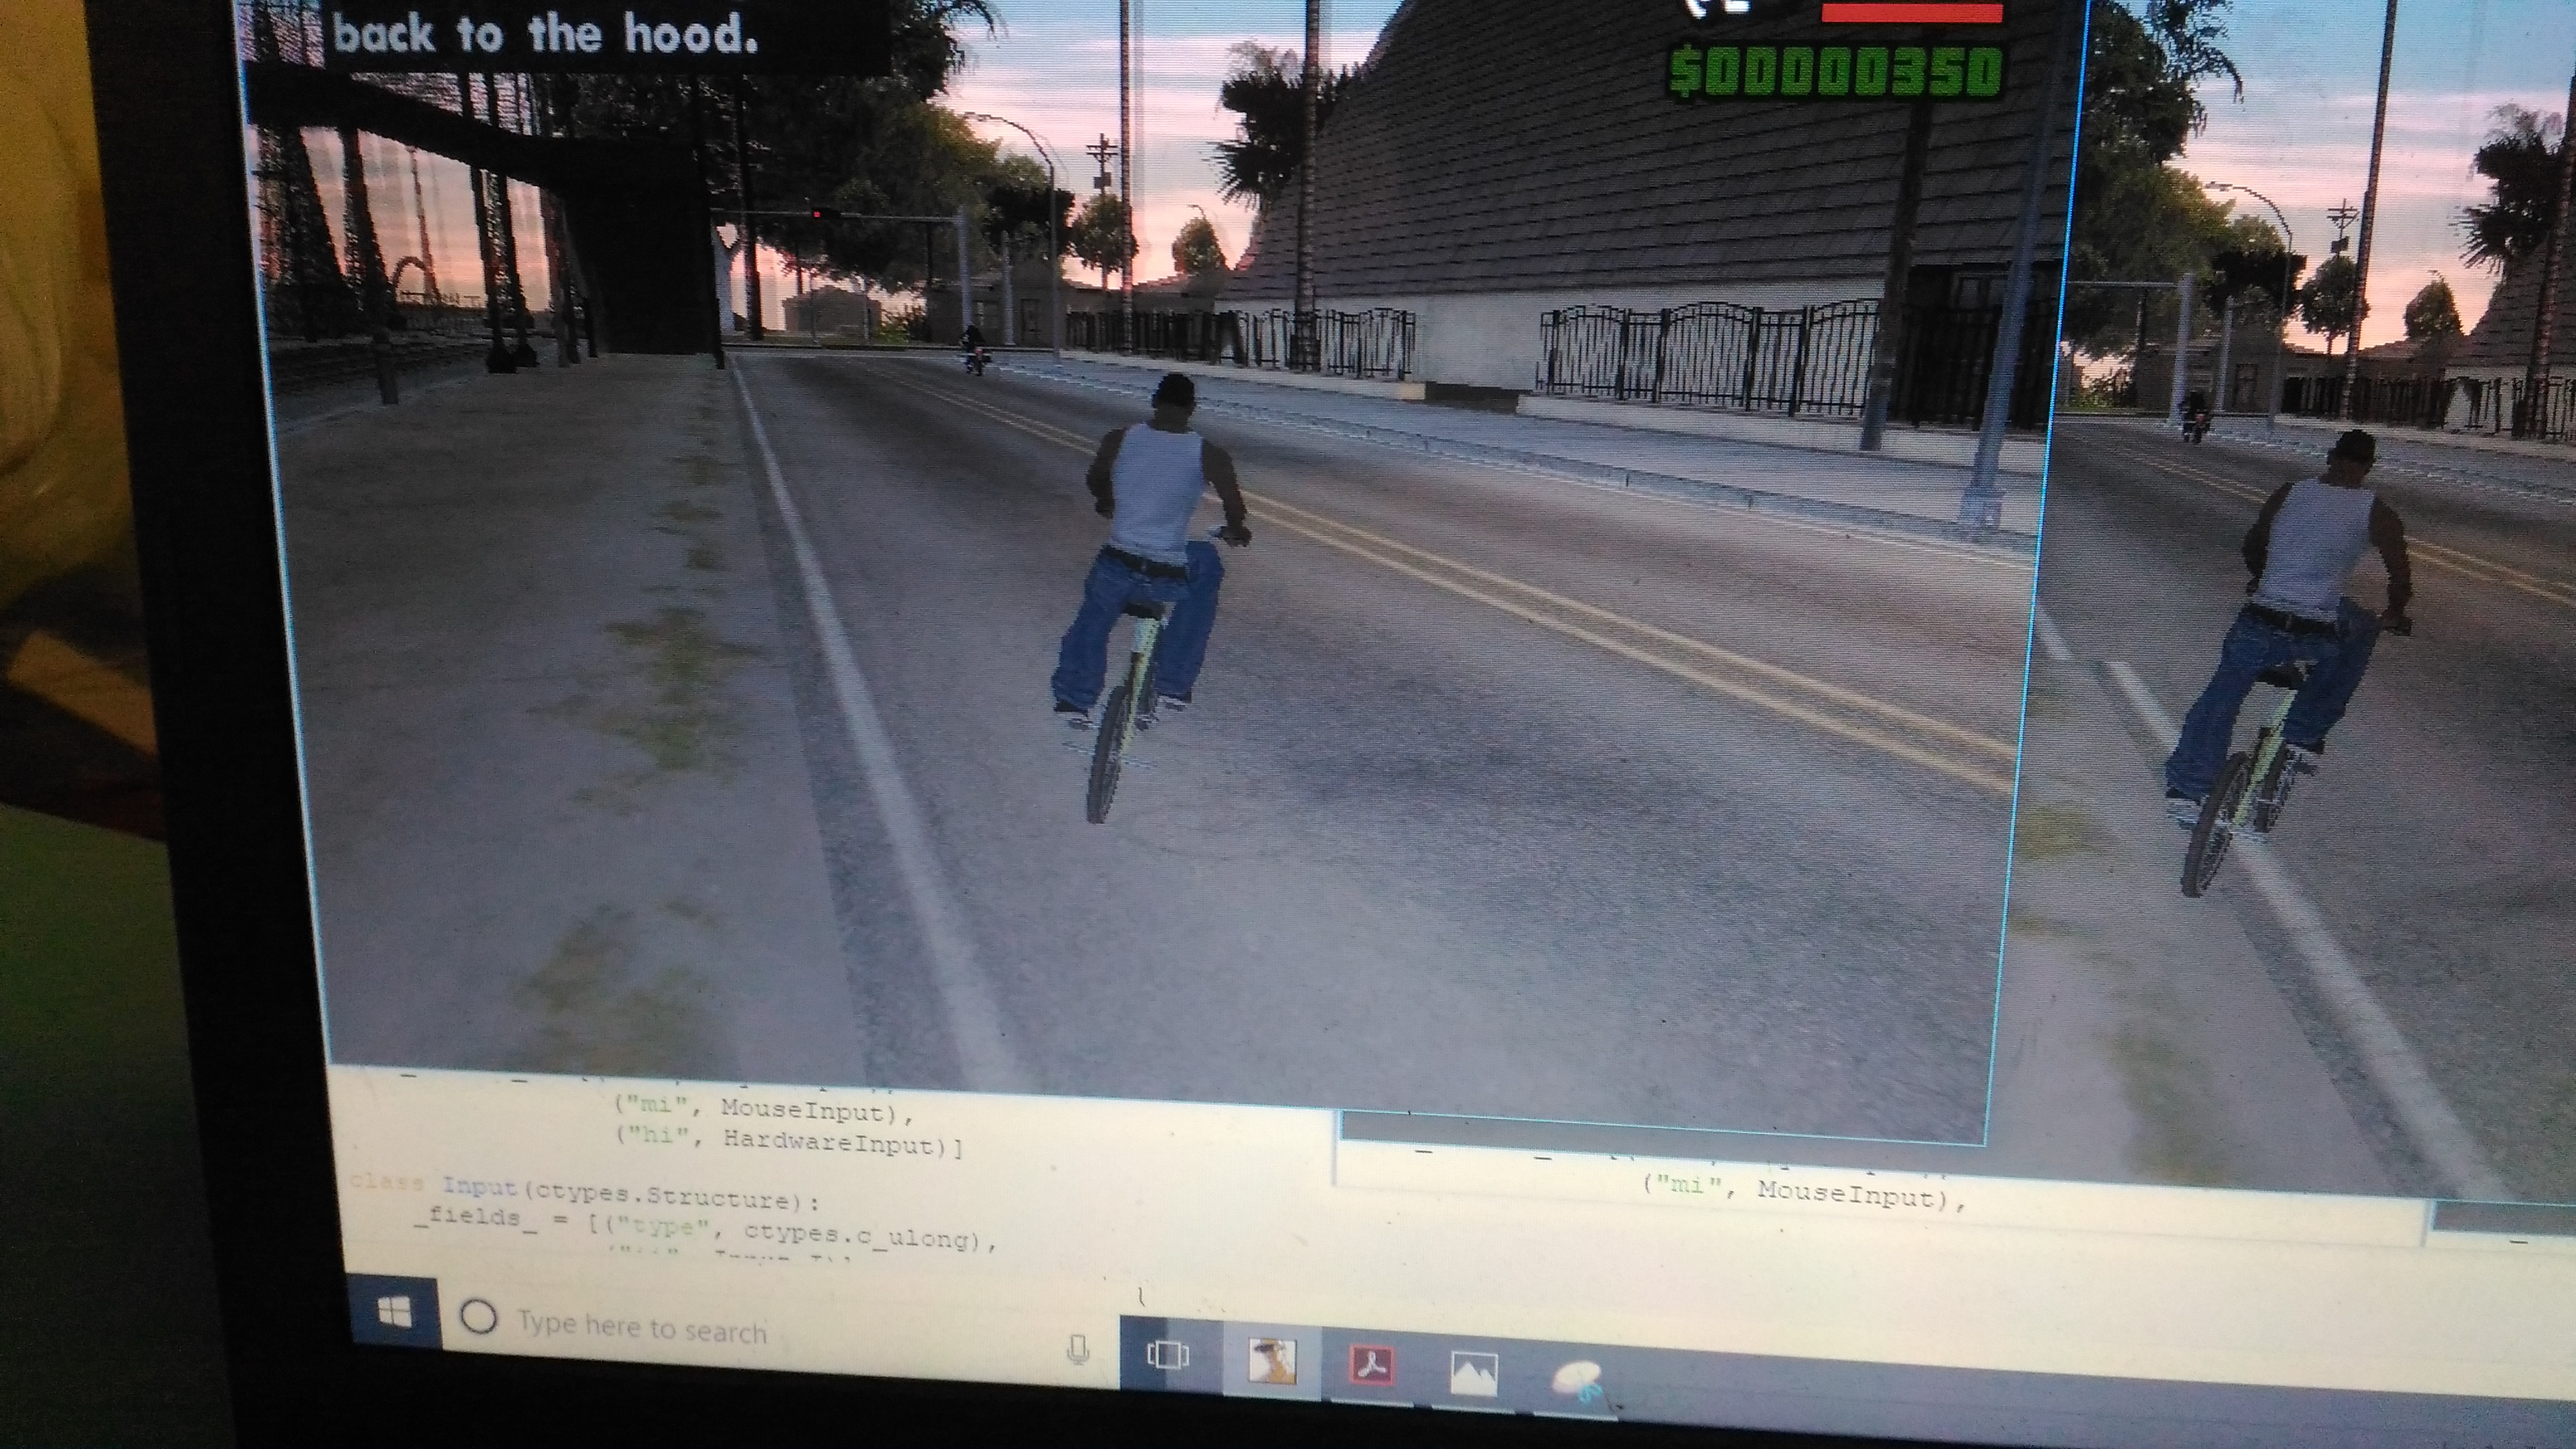 back to the hood.
$00000350
("mi", MouseInput),
("hi", HardwareInput)]
class Input(ctypes.Structure):
_fields_ = [("type", ctypes.c_ulong),
("mi", MouseInput),
Type here to search